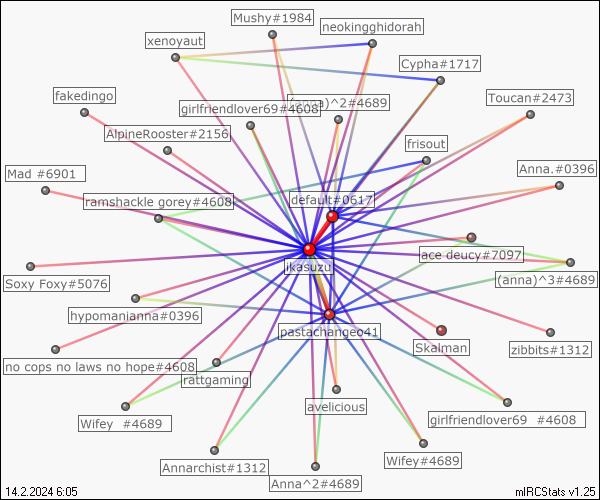 Mushy#1984
neokingghidorah
xenoyaut
Cypha#1717
fakedingo
girlfriendlover69#4608
(anna)^2#4689
Toucan#2473
AlpineRooster#2156
frisout
Mad #6901
Anna.#0396
ramshackle gorey#4608
default#0617
ace deucy#7097
ikasuzu
(anna)^3#4689
Soxy Foxy#5076
hypomanianna#0396
pastachangeo41
Skalman
zibbits#1312
no cops no laws no hope#4608
rattgaming
avelicious
Wifey #4689
girlfriendlover69 #4608
Annarchist#1312
Wifey#4689
Anna^2#4689
14.2.2024 6:05
mIRCStats v1.25